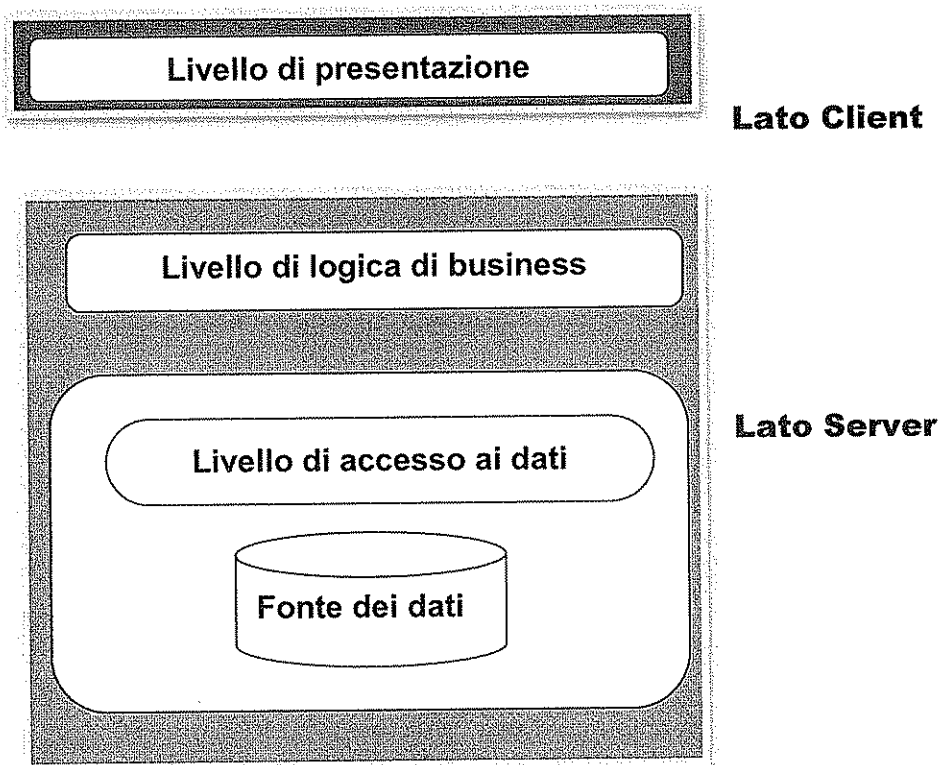 Livello di presentazione
Lato Client
Livello di logica di business
Livello di accesso ai dati
Lato Server
Fonte dei dati